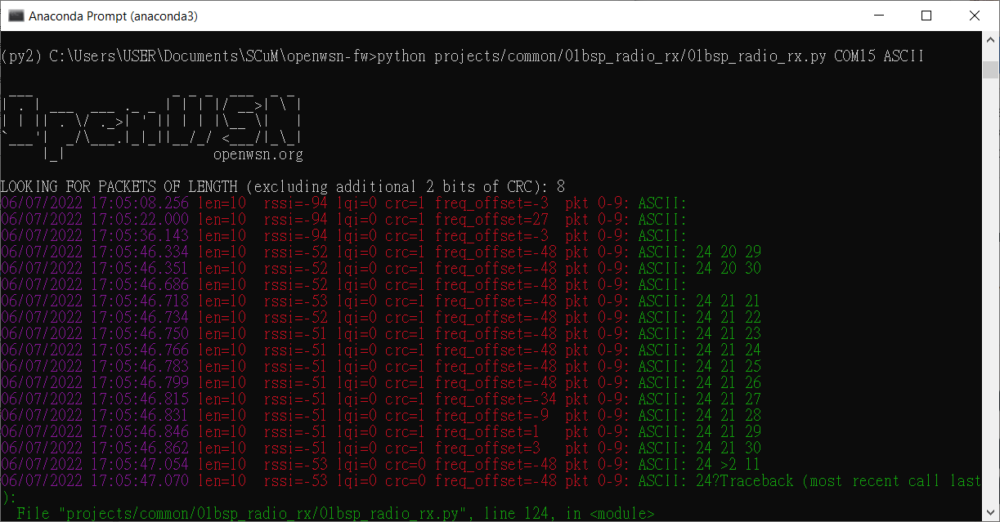 Anaconda Prompt (anaconda3)
(py2) C:\Users\USER\Documents\SCuM\openwsn-fw>python projects/common/01bsp_radio_rx/01bsp_radio_rx.py COM15 ASCII
OpenWSN
openwsn.org
LOOKING FOR PACKETS OF LENGTH (excluding additional 2 bits of CRC): 8
06/07/2022 17:05:08.256 len=10  rssi=-94 lqi=0 crc=1 freq_offset=-3  pkt 0-9: ASCII:
06/07/2022 17:05:22.000 len=10  rssi=-94 lqi=0 crc=1 freq_offset=27  pkt 0-9: ASCII:
06/07/2022 17:05:36.143 len=10  rssi=-94 lqi=0 crc=1 freq_offset=-3  pkt 0-9: ASCII:
06/07/2022 17:05:46.334 len=10  rssi=-52 lqi=0 crc=1 freq_offset=-48 pkt 0-9: ASCII: 24 20 29
06/07/2022 17:05:46.351 len=10  rssi=-52 lqi=0 crc=1 freq_offset=-48 pkt 0-9: ASCII: 24 20 30
06/07/2022 17:05:46.686 len=10  rssi=-52 lqi=0 crc=1 freq_offset=-48 pkt 0-9: ASCII:
06/07/2022 17:05:46.718 len=10  rssi=-53 lqi=0 crc=1 freq_offset=-48 pkt 0-9: ASCII: 24 21 21
06/07/2022 17:05:46.734 len=10  rssi=-52 lqi=0 crc=1 freq_offset=-48 pkt 0-9: ASCII: 24 21 22
06/07/2022 17:05:46.750 len=10  rssi=-51 lqi=0 crc=1 freq_offset=-48 pkt 0-9: ASCII: 24 21 23
06/07/2022 17:05:46.766 len=10  rssi=-51 lqi=0 crc=1 freq_offset=-48 pkt 0-9: ASCII: 24 21 24
06/07/2022 17:05:46.783 len=10  rssi=-51 lqi=0 crc=1 freq_offset=-48 pkt 0-9: ASCII: 24 21 25
06/07/2022 17:05:46.799 len=10  rssi=-51 lqi=0 crc=1 freq_offset=-48 pkt 0-9: ASCII: 24 21 26
06/07/2022 17:05:46.815 len=10  rssi=-51 lqi=0 crc=1 freq_offset=-34 pkt 0-9: ASCII: 24 21 27
06/07/2022 17:05:46.831 len=10  rssi=-51 lqi=0 crc=1 freq_offset=-9  pkt 0-9: ASCII: 24 21 28
06/07/2022 17:05:46.846 len=10  rssi=-51 lqi=0 crc=1 freq_offset=1   pkt 0-9: ASCII: 24 21 29
06/07/2022 17:05:46.862 len=10  rssi=-51 lqi=0 crc=1 freq_offset=3   pkt 0-9: ASCII: 24 21 30
06/07/2022 17:05:47.054 len=10  rssi=-53 lqi=0 crc=0 freq_offset=-48 pkt 0-9: ASCII: 24 >2 11
06/07/2022 17:05:47.070 len=10  rssi=-53 lqi=0 crc=0 freq_offset=-48 pkt 0-9: ASCII: 24?Traceback (most recent call last
):
  File "projects/common/01bsp_radio_rx/01bsp_radio_rx.py", line 124, in <module>